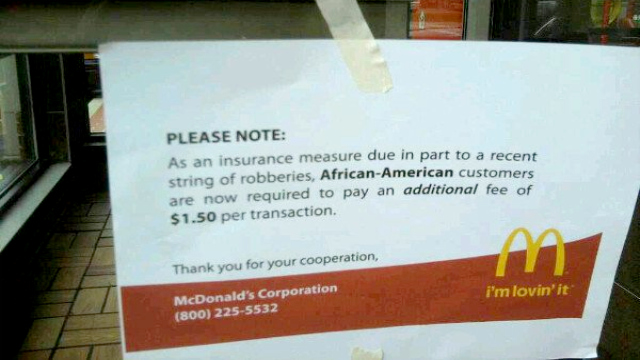 PLEASE NOTE:
As an insurance measure due in part to a recent
string of robberies, African-American customers
are now required to pay an additional fee of
$1.50 per transaction.
Thank you for your cooperation,
McDonald's Corporation
(800) 225-5532
i'm lovin' it